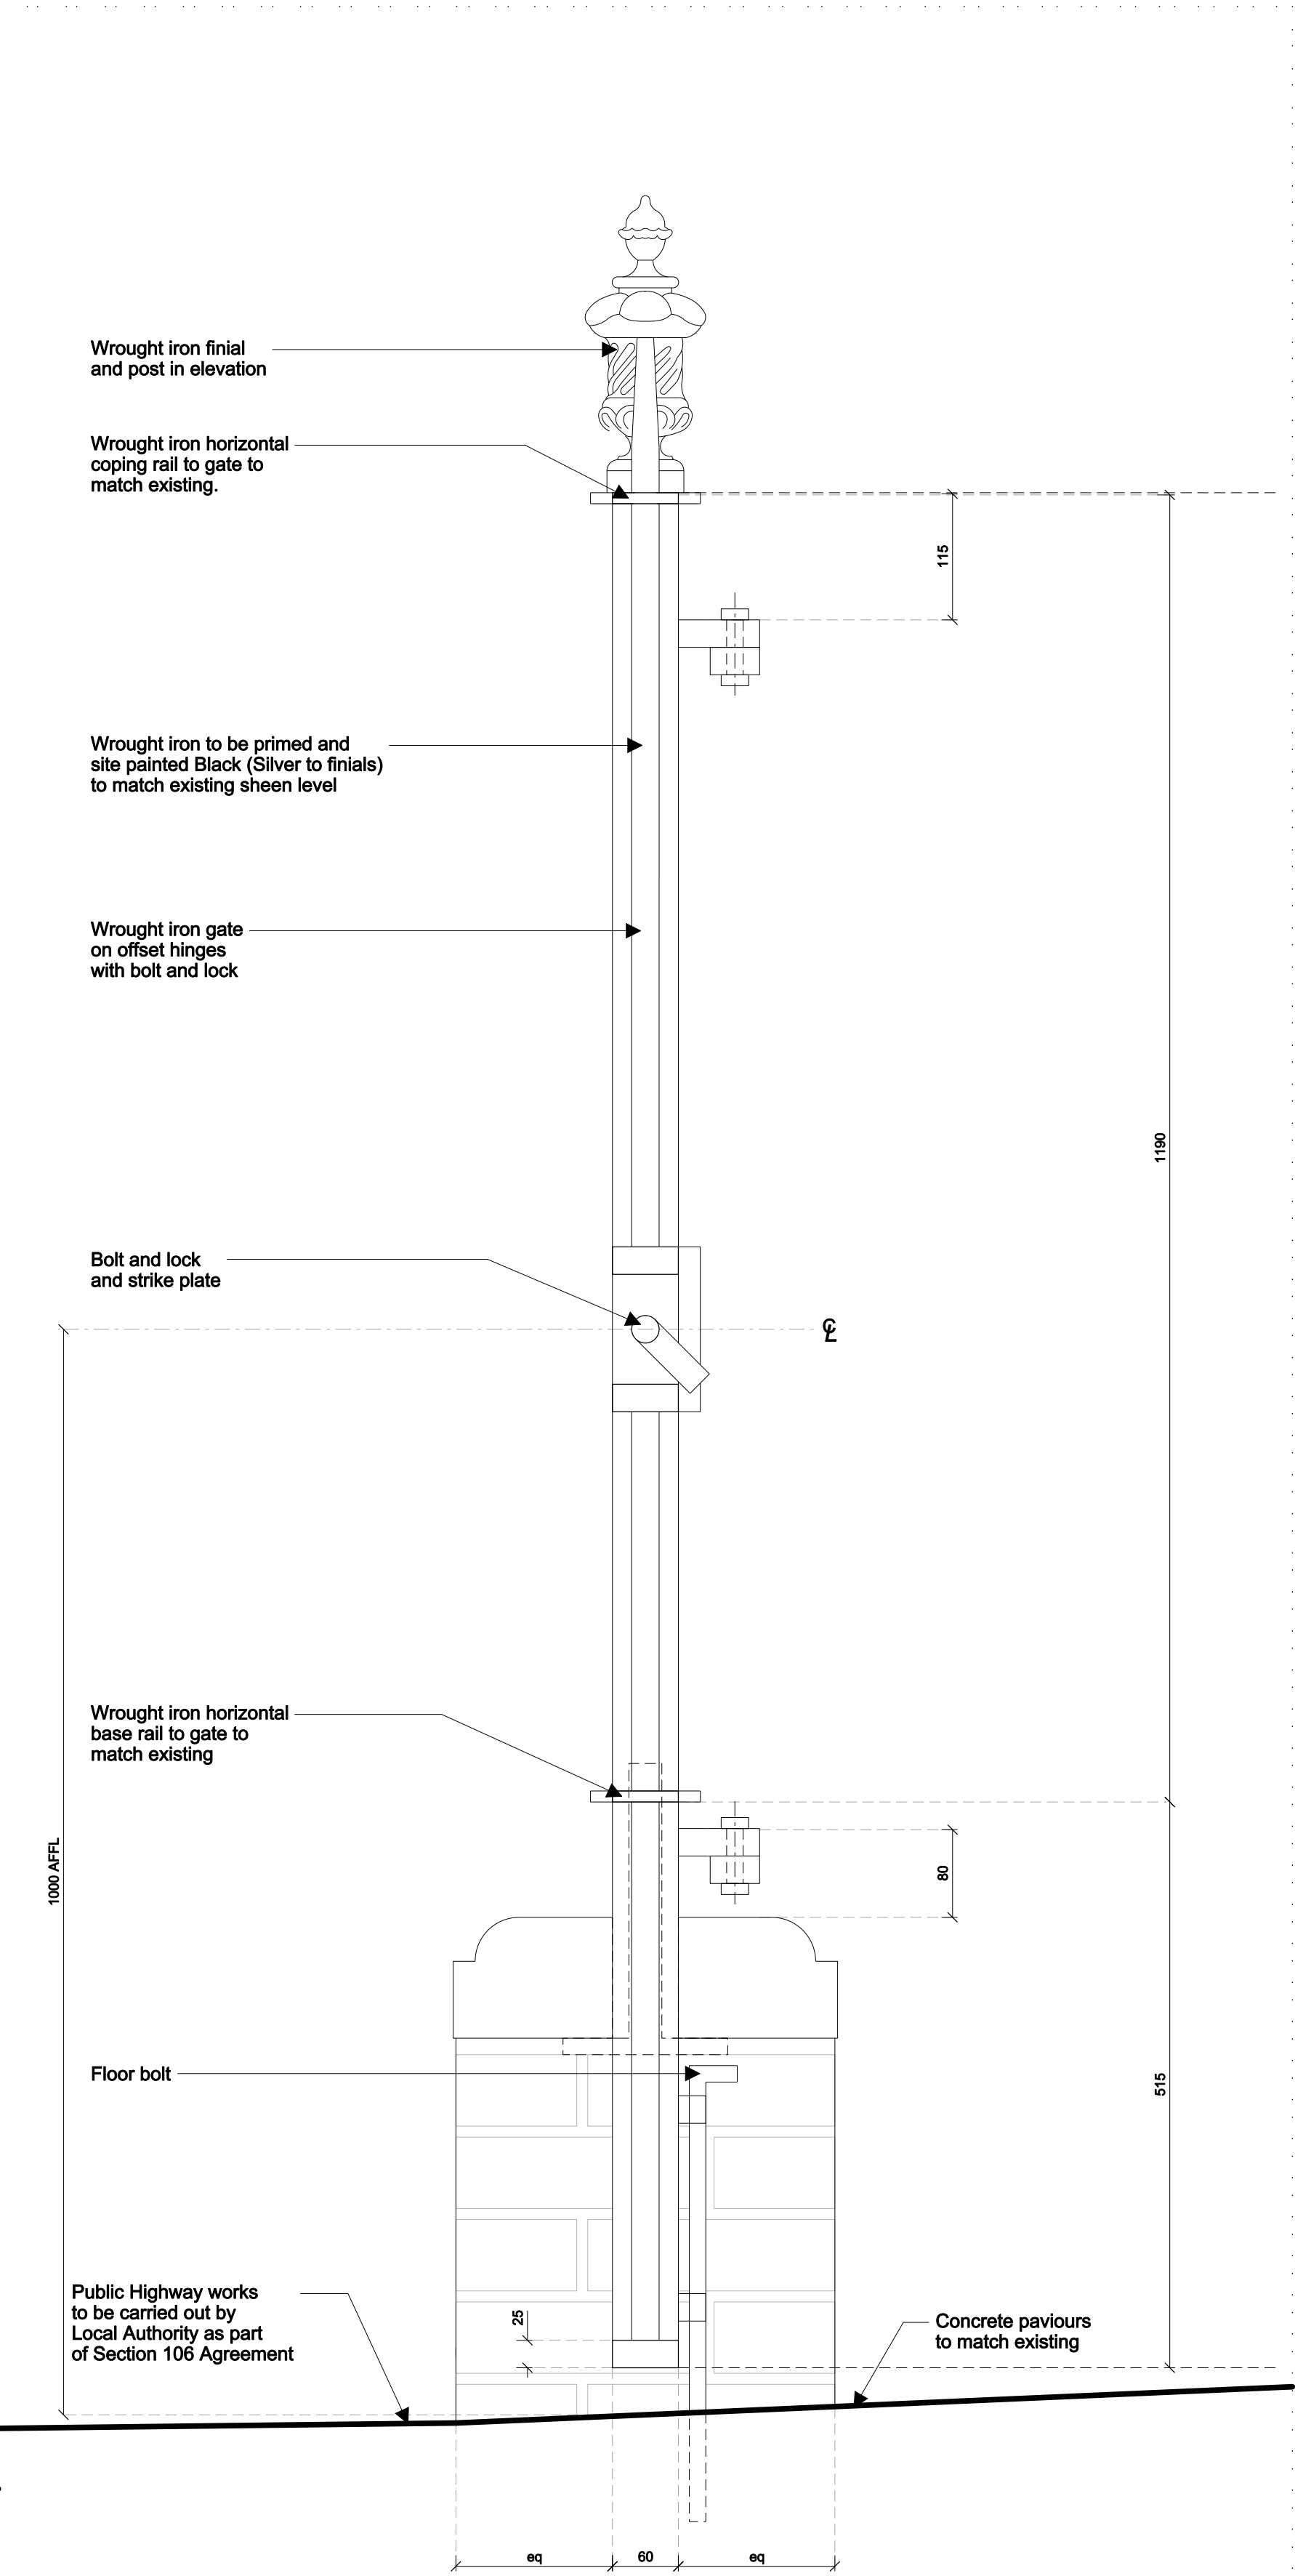 Wrought iron finial
and post in elevation
Wrought iron horizontal
coping rail to gate to
match existing.
115
Wrought iron to be primed and
site painted Black (Silver to finials)
to match existing sheen level
Wrought iron gate
on offset hinges
with bolt and lock
1190
Bolt and lock
and strike plate
℄
Wrought iron horizontal
base rail to gate to
match existing
1000 AFFL
80
Floor bolt
515
Public Highway works
to be carried out by
Local Authority as part
of Section 106 Agreement
25
Concrete paviours
to match existing
eq
60
eq